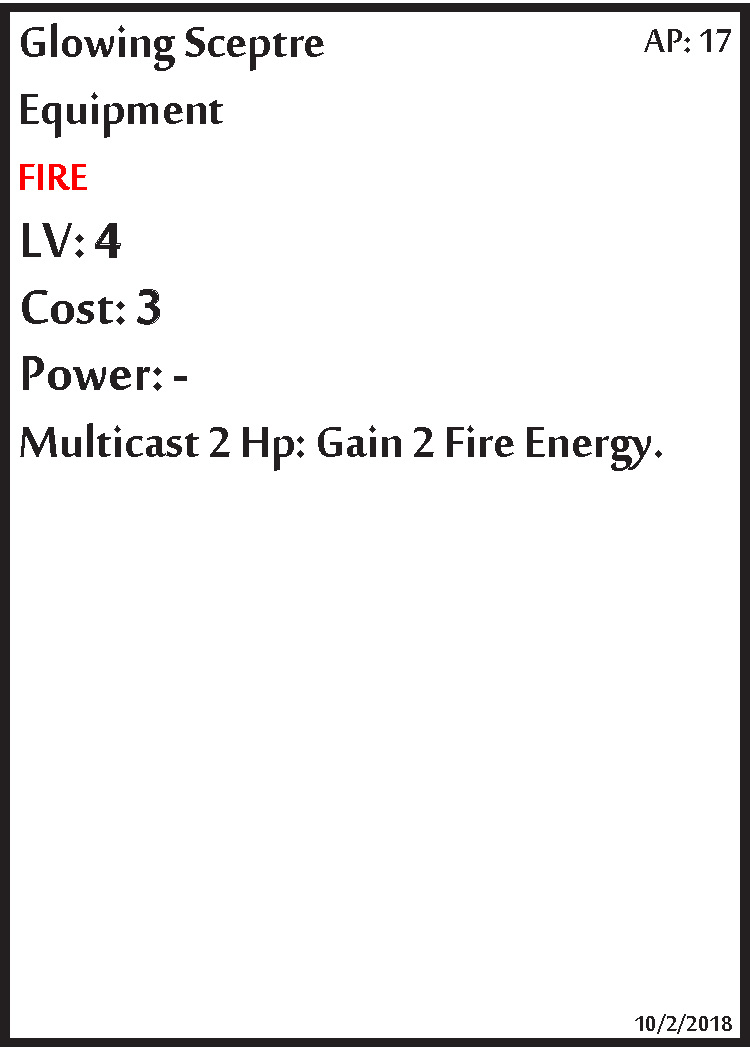 Glowing Sceptre AP: 17
Equipment
FIRE
LV: 4
Cost: 3
Power: -
Multicast 2 Hp: Gain 2 Fire Energy.
10/2/2018